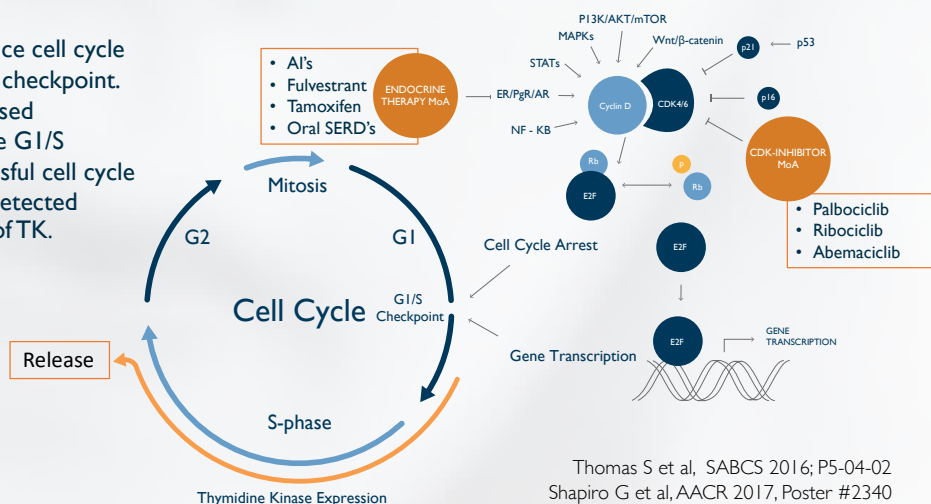 ce cell cycle
checkpoint.
sed
e G1/S
sful cell cycle
etected
of TK.
• AI's
• Fulvestrant
• Tamoxifen
• Oral SERD's
ENDOCRINE
THERAPY MoA
P13K/AKT/mTOR
MAPKs
Wnt/β-catenin
STATs
ER/PgR/AR
NF - KB
Cyclin D
CDK4/6
p21
p53
p16
CDK-INHIBITOR
MoA
• Palbociclib
• Ribociclib
• Abemaciclib
Rb
E2F
P
Rb
E2F
E2F
GENE
TRANSCRIPTION
Mitosis
G2
G1
Cell Cycle
G1/S
Checkpoint
Cell Cycle Arrest
Gene Transcription
Release
S-phase
Thymidine Kinase Expression
Thomas S et al, SABCS 2016; P5-04-02
Shapiro G et al, AACR 2017, Poster #2340